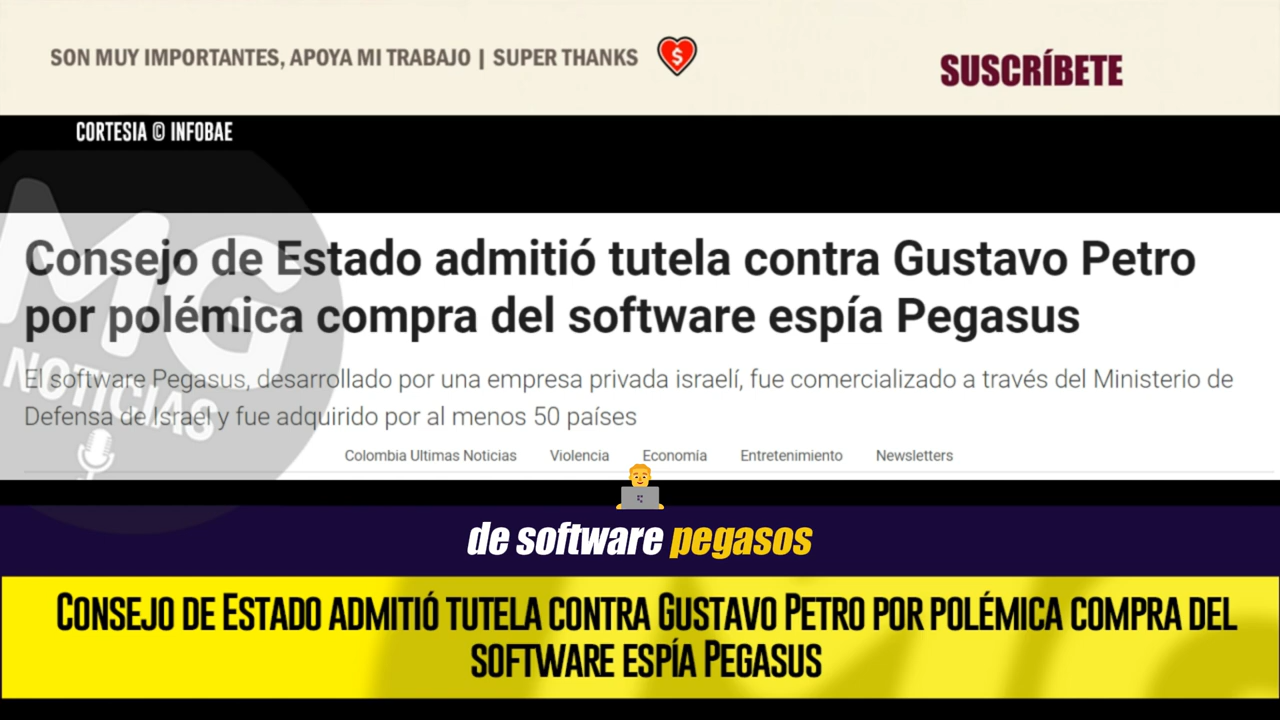 SON MUY IMPORTANTES, APOYA MI TRABAJO | SUPER THANKS
SUSCRÍBETE
CORTESIA © INFOBAE
Consejo de Estado admitió tutela contra Gustavo Petro
por polémica compra del software espía Pegasus
MG
NOTICIAS
El software Pegasus, desarrollado por una empresa privada israelí, fue comercializado a través del Ministerio de
Defensa de Israel y fue adquirido por al menos 50 países
Colombia Ultimas Noticias Violencia Economía Entretenimiento Newsletters
de software pegasos
CONSEJO DE ESTADO ADMITIÓ TUTELA CONTRA GUSTAVO PETRO POR POLÉMICA COMPRA DEL
SOFTWARE ESPÍA PEGASUS